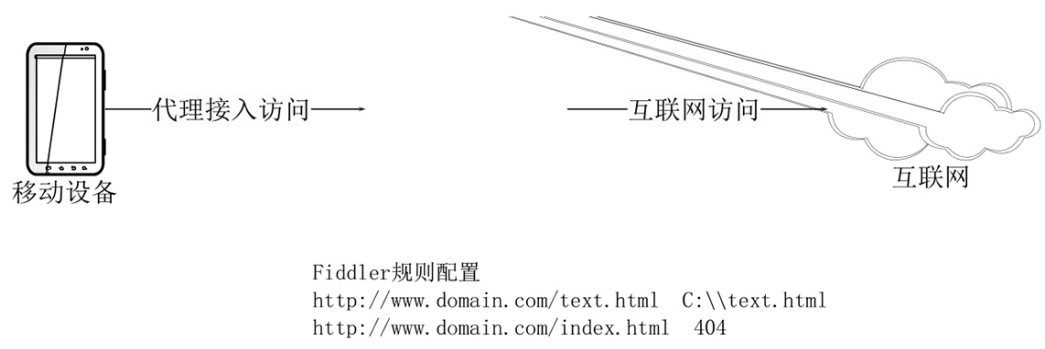 代理接入访问
互联网访问
移动设备
互联网
Fiddler规则配置
http://www.domain.com/text.html C:\\text.html
http://www.domain.com/index.html 404